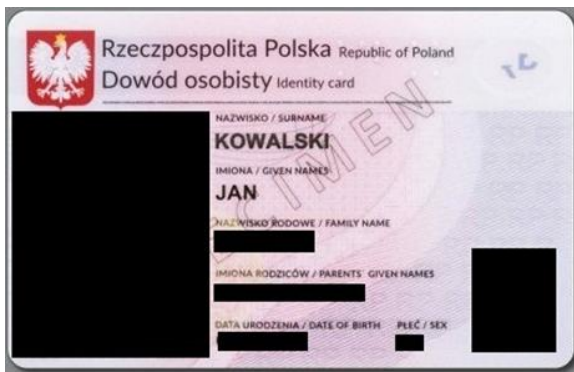 Rzeczpospolita Polska Republic of Poland
Dowód osobisty Identity card
NAZWISKO / SURNAME
KOWALSKI
IMIONA / GIVEN NAMES
JAN
NAZWISKO RODOWE / FAMILY NAME
IMIONA RODZICÓW / PARENTS' GIVEN NAMES
DATA URODZENIA / DATE OF BIRTH PŁEĆ / SEX